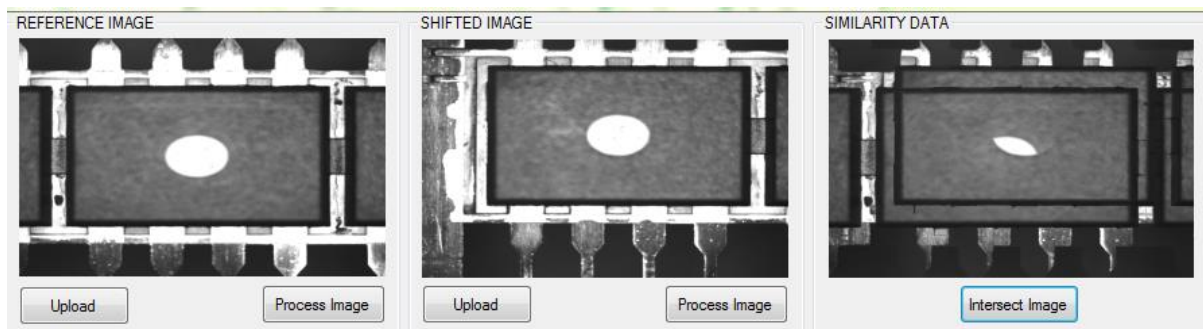 REFERENCE IMAGE
SHIFTED IMAGE
SIMILARITY DATA
Upload
Process Image
Upload
Process Image
Intersect Image